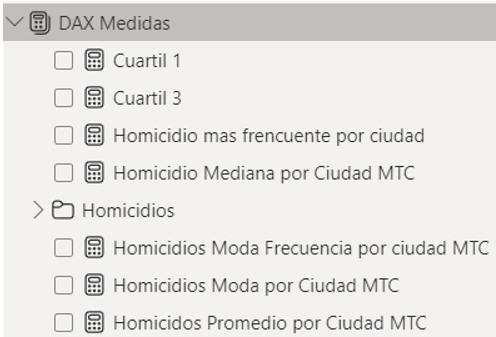 DAX Medidas
Cuartil 1
Cuartil 3
Homicidio mas frencuente por ciudad
Homicidio Mediana por Ciudad MTC
Homicidios
Homicidios Moda Frecuencia por ciudad MTC
Homicidios Moda por Ciudad MTC
Homicidos Promedio por Ciudad MTC